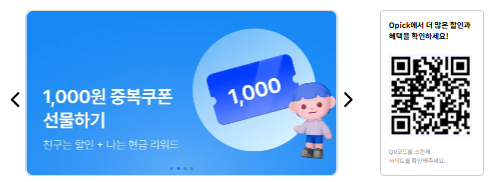 1,000원 중복쿠폰
선물하기
친구는 할인 + 나는 현금 리워드
1,000
Opick에서 더 많은 할인과
혜택을 확인하세요!
QR코드를 스캔해
사이트를 확인해주세요.